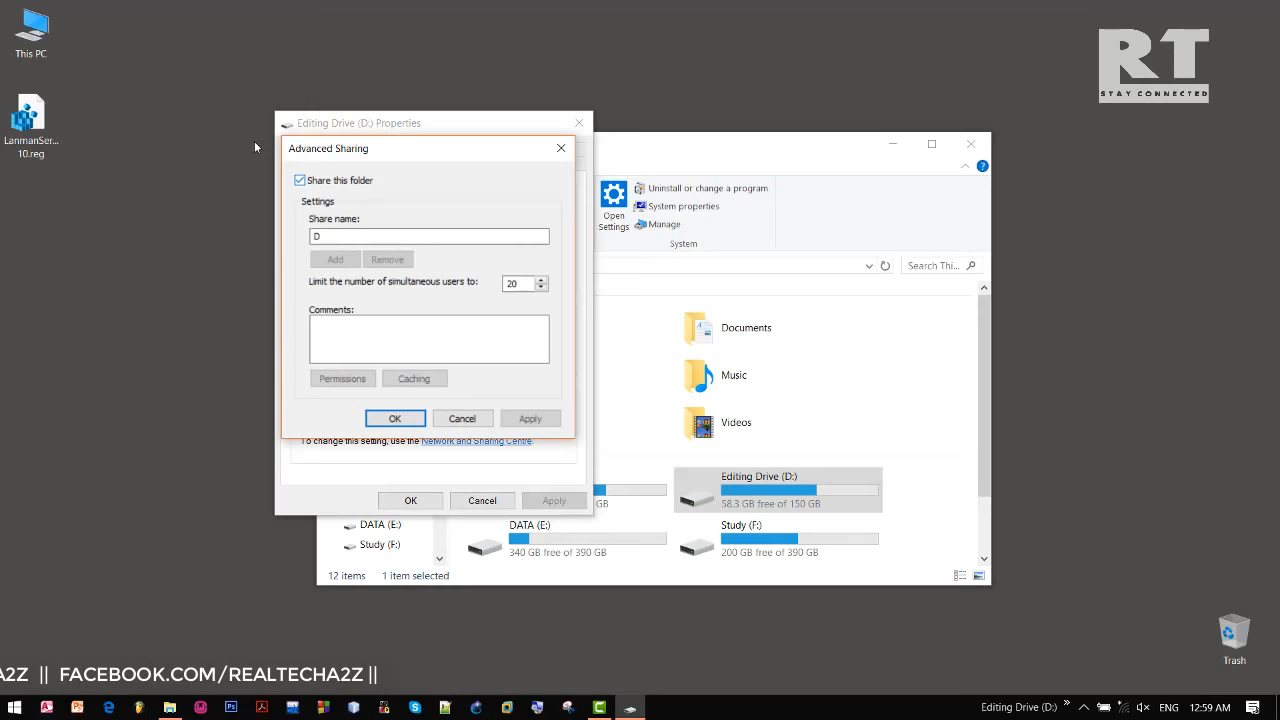 This PC
LanmanSer...
10.reg
RT
STAY CONNECTED
Editing Drive (D:) Properties
Advanced Sharing
Share this folder
Settings
Share name:
D
Add
Remove
Limit the number of simultaneous users to:
20
Comments:
Permissions
Caching
OK
Cancel
Apply
To change this setting, use the Network and Sharing Centre.
OK
Cancel
Apply
Open
Settings
Uninstall or change a program
System properties
Manage
System
Search Thi...
Documents
Music
Videos
GB
Editing Drive (D:)
58.3 GB free of 150 GB
DATA (E:)
Study (F:)
DATA (E:)
340 GB free of 390 GB
Study (F:)
200 GB free of 390 GB
12 items
1 item selected
Trash
A2Z || FACEBOOK.COM/REALTECHA2Z ||
Editing Drive (D:)
ENG
12:59 AM